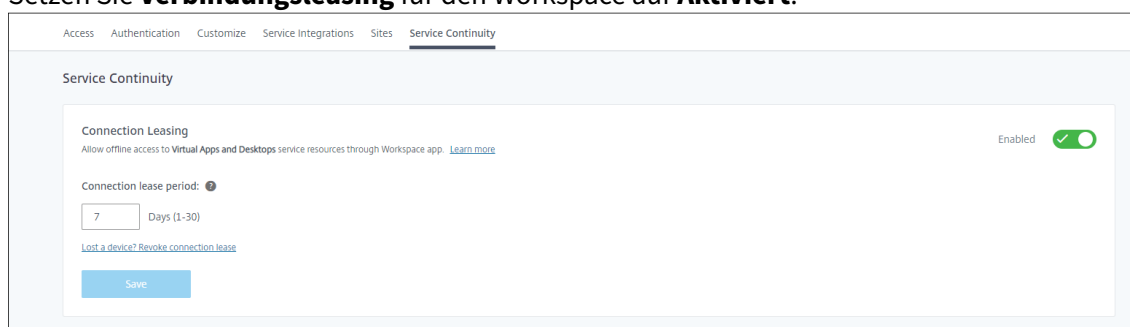 Setzen Sie Verbindungsleasing für den Workspace auf Aktiviert.
Access Authentication Customize Service Integrations Sites Service Continuity
Service Continuity
Connection Leasing
Allow offline access to Virtual Apps and Desktops service resources through Workspace app. Learn more
Enabled
Connection lease period: ?
7 Days (1-30)
Lost a device? Revoke connection lease
Save